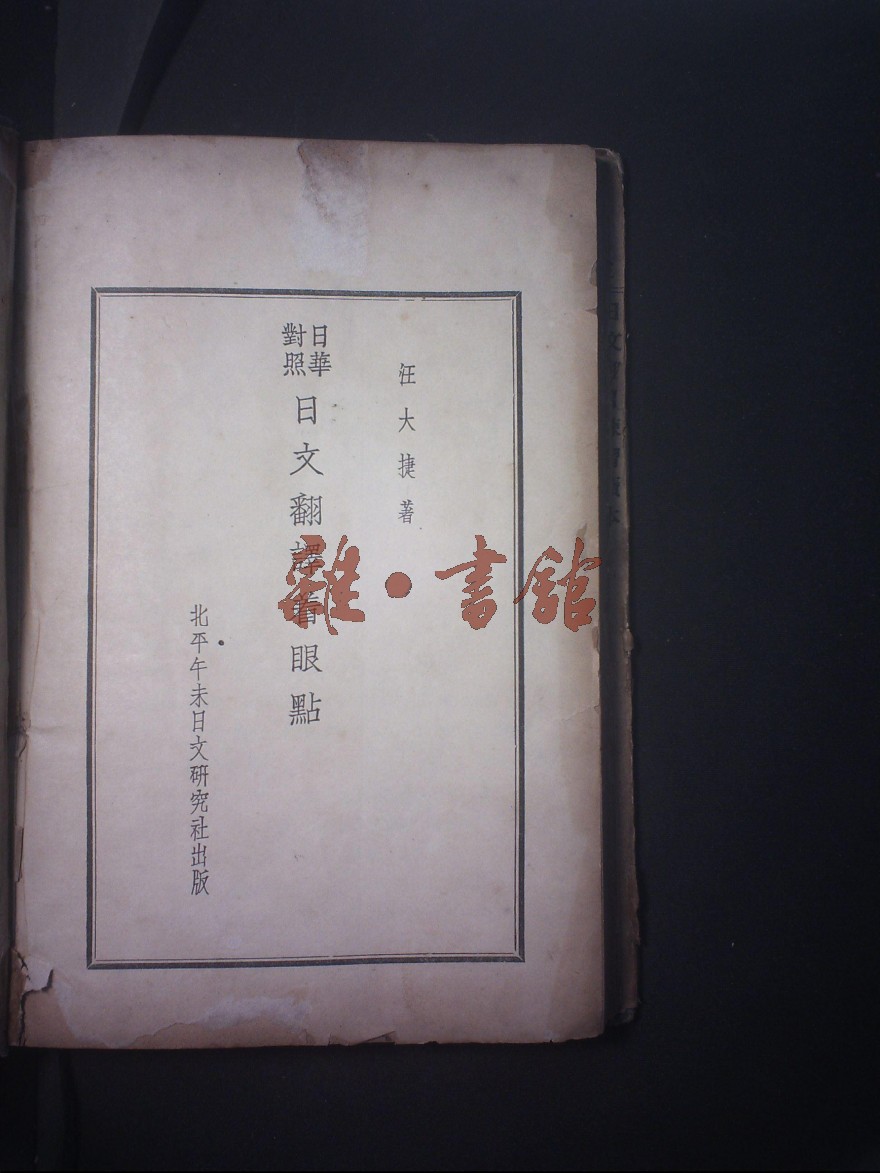 汪大捷著
日華對照
日文翻譯着眼點
北平午未日文研究社出版
雜·書館